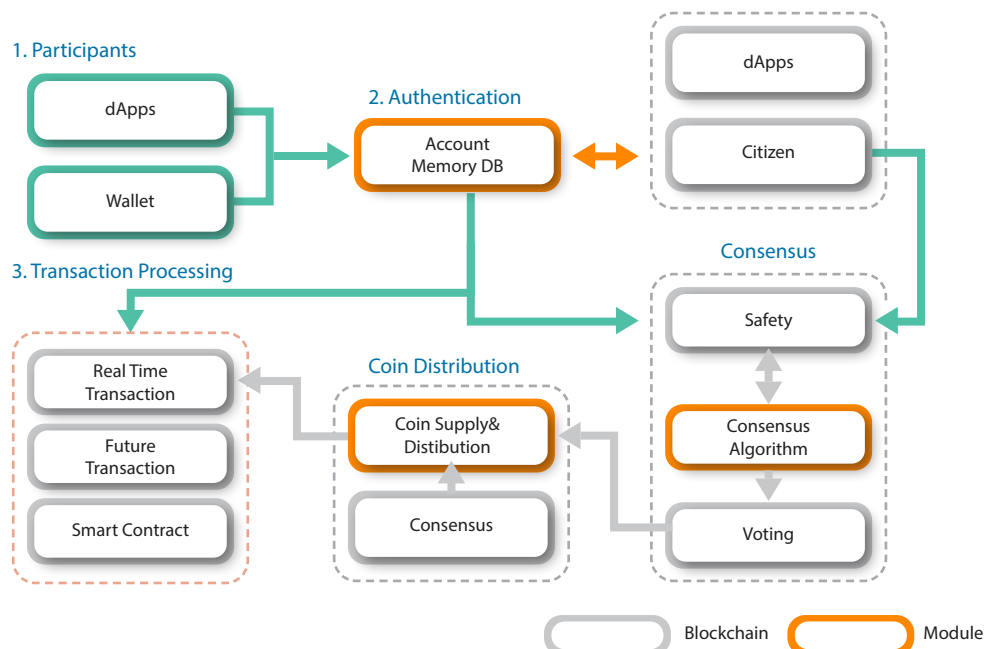 1. Participants
dApps
Wallet
2. Authentication
Account
Memory DB
dApps
Citizen
3. Transaction Processing
Real Time
Transaction
Future
Transaction
Smart Contract
Coin Distribution
Coin Supply&
Distibution
Consensus
Consensus
Safety
Consensus
Algorithm
Voting
Blockchain
Module